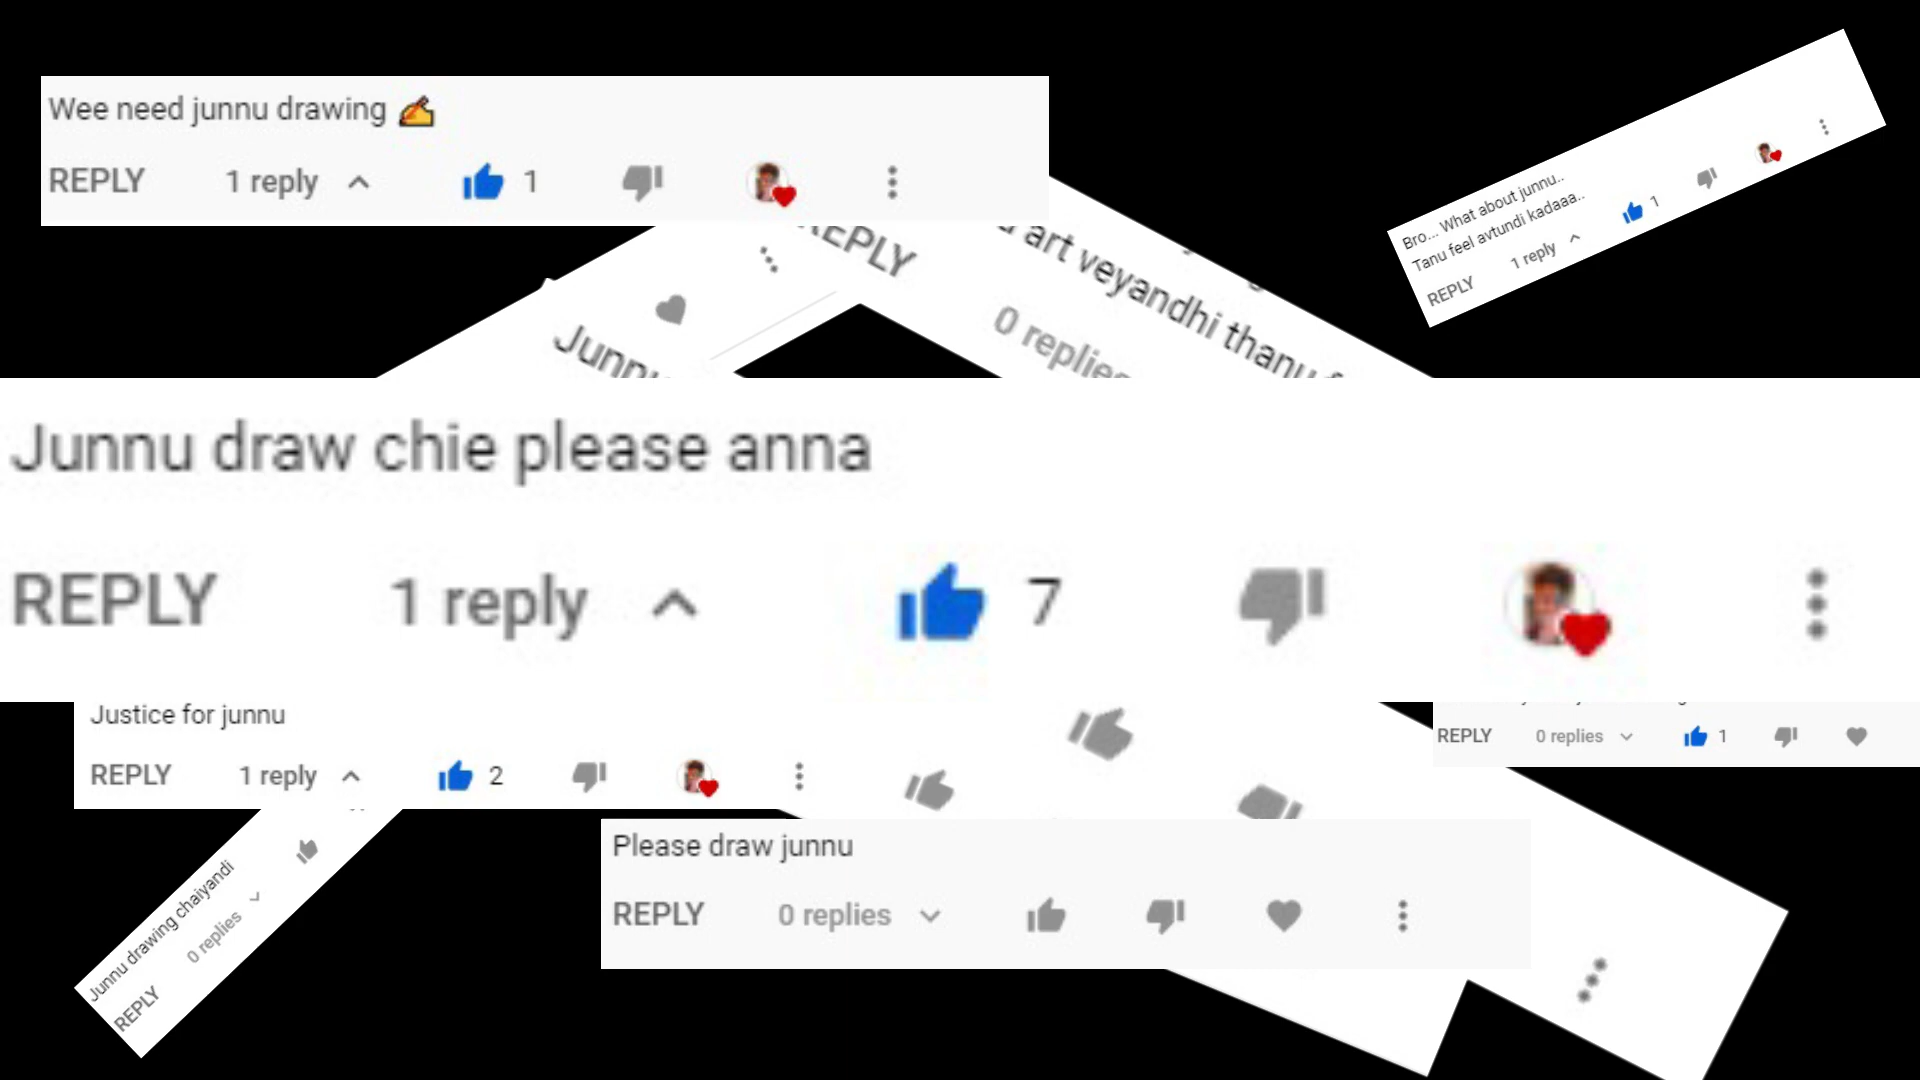 Wee need junnu drawing ✍
REPLY 1 reply 1
Bro... What about junnu..
Tanu feel avtundi kadaaa..
1
REPLY 1 reply
REPLY
art veyandhi thanu
0 replies
Junnu draw chie please anna
REPLY 1 reply 7
Justice for junnu
REPLY 1 reply 2
REPLY 0 replies 1
Junnu drawing chaiyandi
REPLY 0 replies
Please draw junnu
REPLY 0 replies